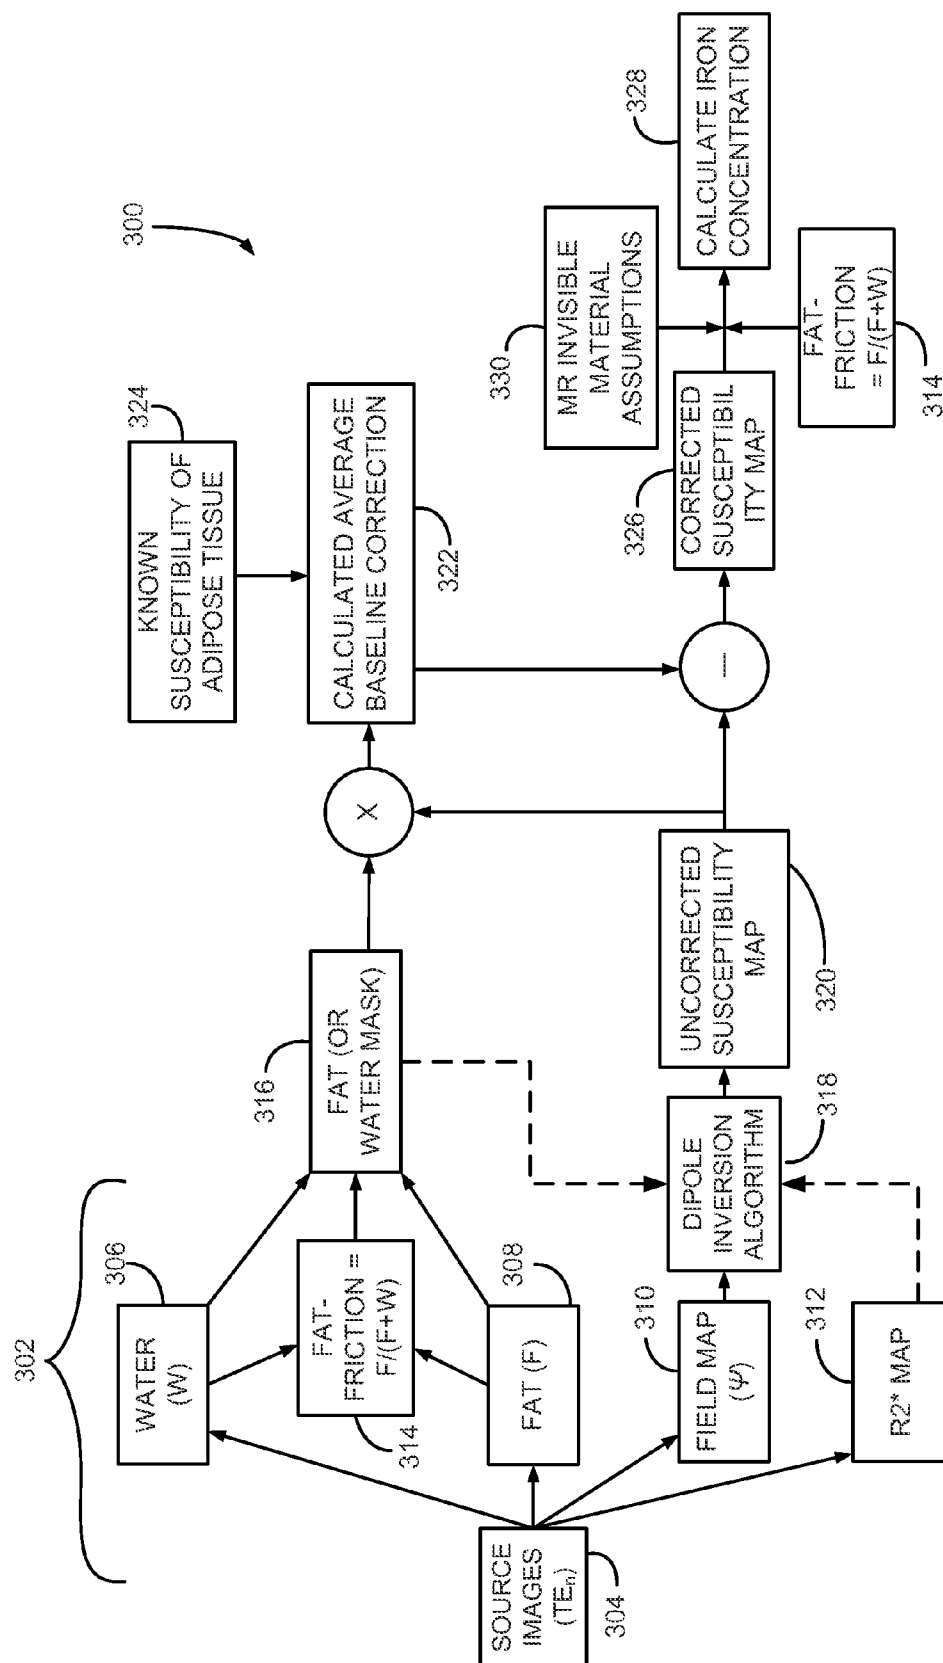 300
302
SOURCE
IMAGES
(TEn)
304
WATER
(W)
306
FAT-
FRICTION =
F/(F+W)
314
FAT (F)
308
FIELD MAP
(Ψ)
310
R2* MAP
312
FAT (OR
WATER MASK)
316
DIPOLE
INVERSION
ALGORITHM
318
UNCORRECTED
SUSCEPTIBILITY
MAP
320
X
KNOWN
SUSCEPTIBILITY OF
ADIPOSE TISSUE
324
CALCULATED AVERAGE
BASELINE CORRECTION
322
—
CORRECTED
SUSCEPTIBIL
ITY MAP
326
MR INVISIBLE
MATERIAL
ASSUMPTIONS
330
FAT-
FRICTION
= F/(F+W)
314
CALCULATE IRON
CONCENTRATION
328